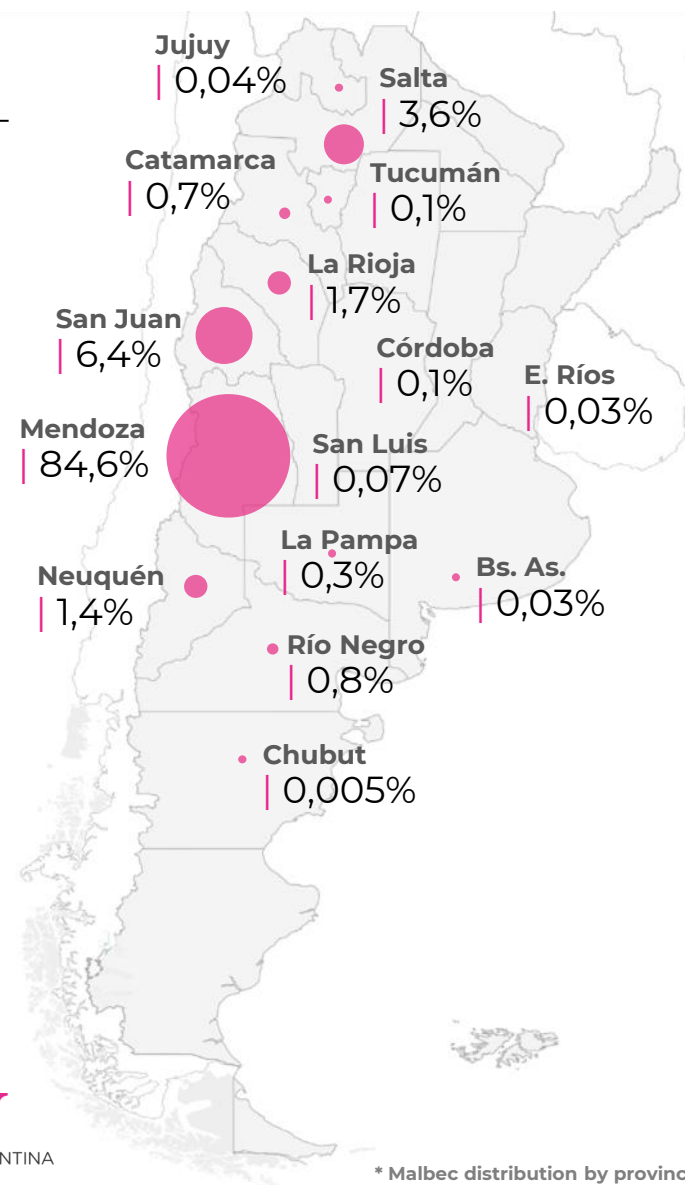 Jujuy
0,04%
Salta
3,6%
Catamarca
0,7%
Tucumán
0,1%
La Rioja
1,7%
San Juan
6,4%
Córdoba
0,1%
E. Ríos
0,03%
Mendoza
84,6%
San Luis
0,07%
La Pampa
0,3%
Bs. As.
0,03%
Neuquén
1,4%
Río Negro
0,8%
Chubut
0,005%
* Malbec distribution by